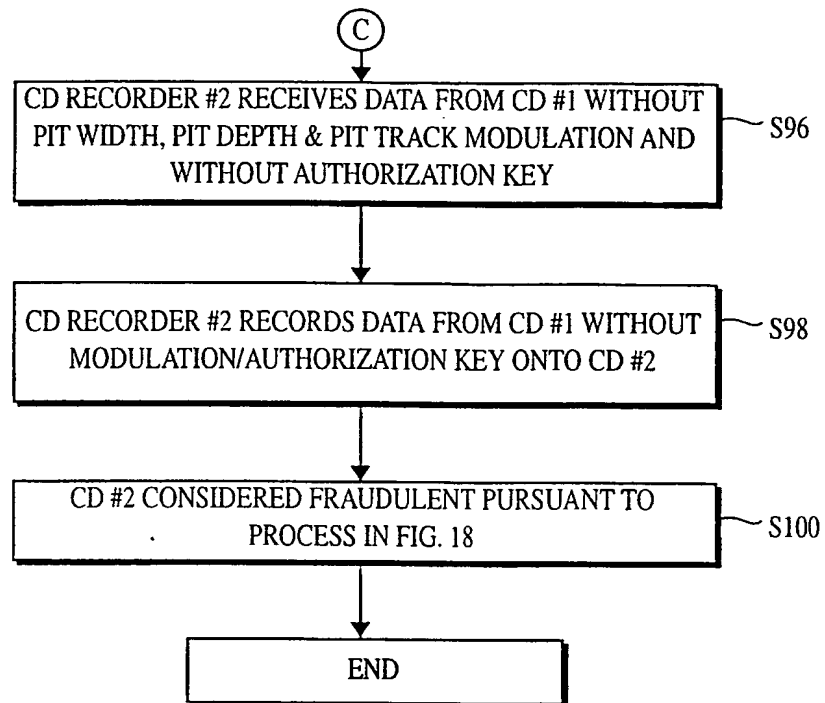 C
CD RECORDER #2 RECEIVES DATA FROM CD #1 WITHOUT
PIT WIDTH, PIT DEPTH & PIT TRACK MODULATION AND
WITHOUT AUTHORIZATION KEY
S96
CD RECORDER #2 RECORDS DATA FROM CD #1 WITHOUT
MODULATION/AUTHORIZATION KEY ONTO CD #2
S98
CD #2 CONSIDERED FRAUDULENT PURSUANT TO
PROCESS IN FIG. 18
S100
END